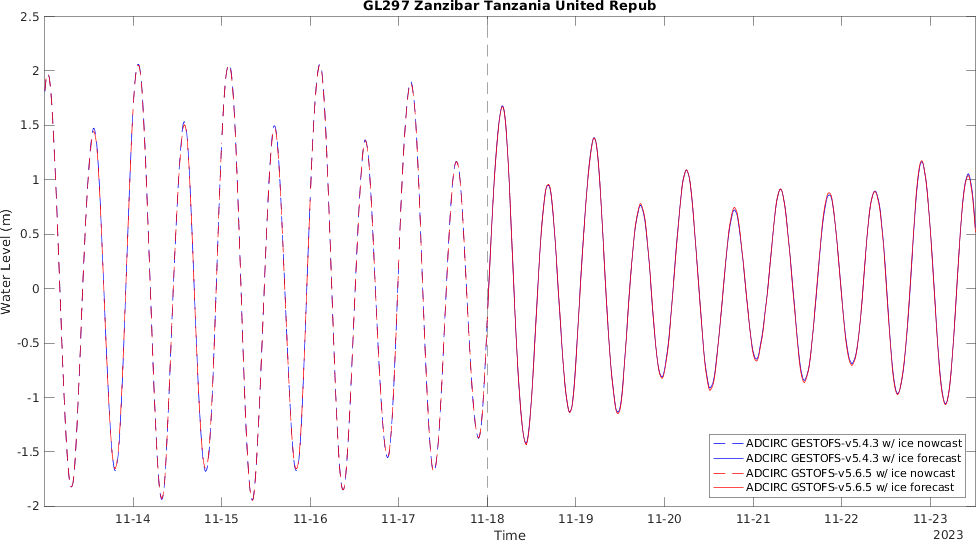 GL297 Zanzibar Tanzania United Repub
2.5
2
1.5
1
0.5
0
-0.5
-1
-1.5
-2
Water Level (m)
ADCIRC GESTOFS-v5.4.3 w/ ice nowcast
ADCIRC GESTOFS-v5.4.3 w/ ice forecast
ADCIRC GSTOFS-v5.6.5 w/ ice nowcast
ADCIRC GSTOFS-v5.6.5 w/ ice forecast
11-14 11-15 11-16 11-17 11-18 11-19 11-20 11-21 11-22 11-23
Time
2023